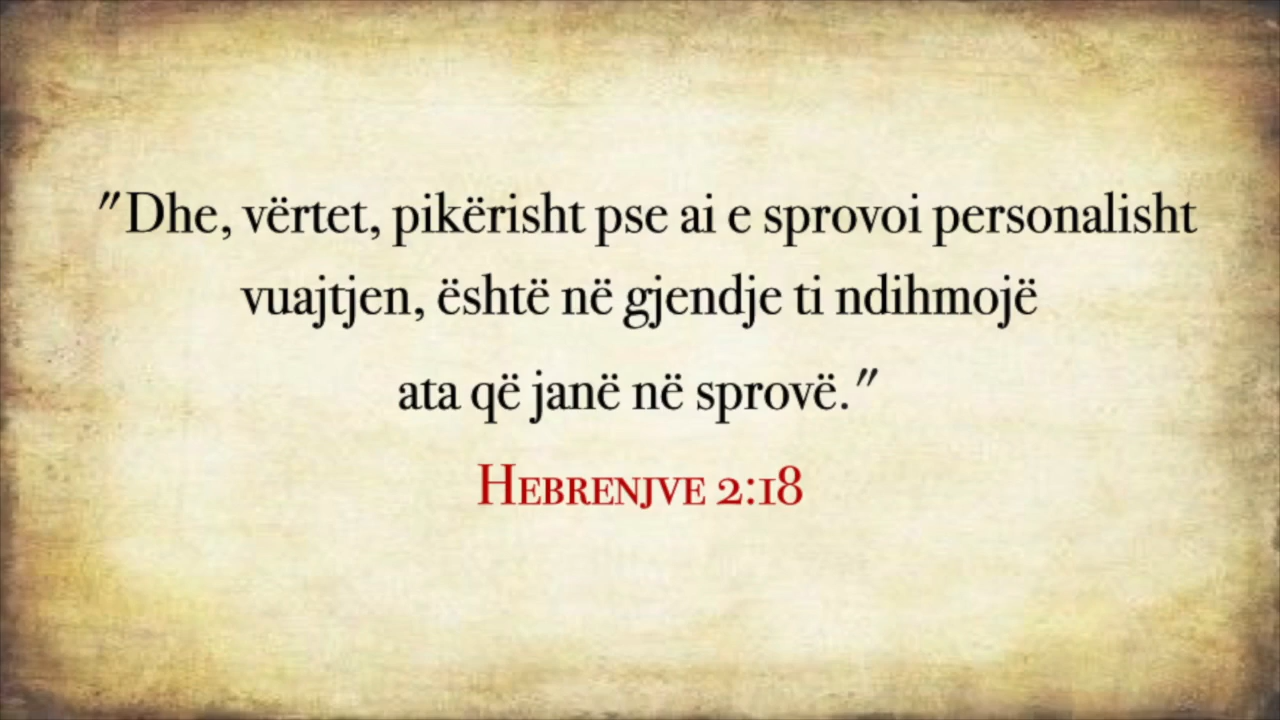 "Dhe, vërtet, pikërisht pse ai e sprovoi personalisht
vuajtjen, është në gjendje ti ndihmojë
ata që janë në sprovë."
Hebrenjve 2:18